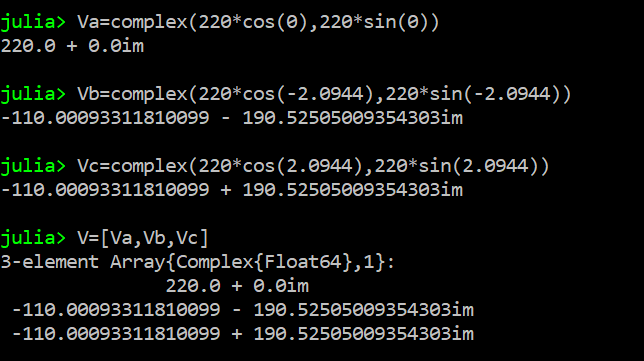 julia> Va=complex(220*cos(0),220*sin(0))
220.0 + 0.0im
julia> Vb=complex(220*cos(-2.0944),220*sin(-2.0944))
-110.00093311810099 - 190.52505009354303im
julia> Vc=complex(220*cos(2.0944),220*sin(2.0944))
-110.00093311810099 + 190.52505009354303im
julia> V=[Va,Vb,Vc]
3-element Array{Complex{Float64},1}:
220.0 + 0.0im
-110.00093311810099 - 190.52505009354303im
-110.00093311810099 + 190.52505009354303im